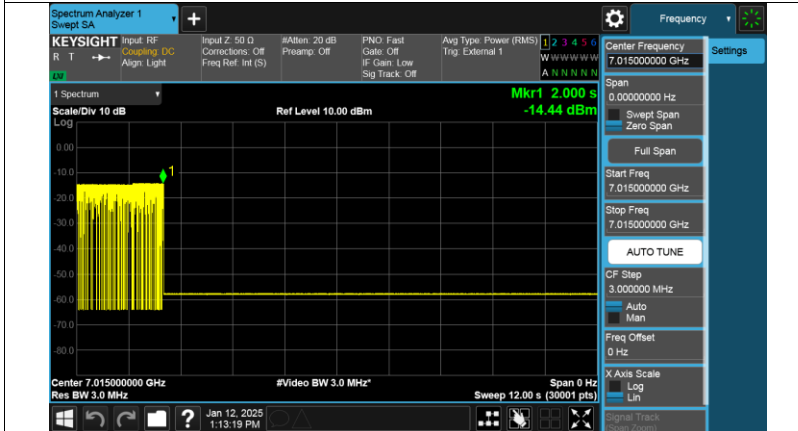 Spectrum Analyzer 1
Swept SA
Frequency
KEYSIGHT
R T
LXI
Input: RF
Coupling: DC
Align: Light
Input Z: 50 Ω
Corrections: Off
Freq Ref: Int (S)
#Atten: 20 dB
Preamp: Off
PNO: Fast
Gate: Off
IF Gain: Low
Sig Track: Off
Avg Type: Power (RMS)
Trig: External 1
1 2 3 4 5 6
W W W W W W
A N N N N N
1 Spectrum
Scale/Div 10 dB
Log
Ref Level 10.00 dBm
Mkr1 2.000 s
-14.44 dBm
1
0.00
-10.0
-20.0
-30.0
-40.0
-50.0
-60.0
-70.0
-80.0
Center 7.015000000 GHz
Res BW 3.0 MHz
#Video BW 3.0 MHz*
Span 0 Hz
Sweep 12.00 s (30001 pts)
Center Frequency
7.015000000 GHz
Span
0.00000000 Hz
Swept Span
Zero Span
Full Span
Start Freq
7.015000000 GHz
Stop Freq
7.015000000 GHz
AUTO TUNE
CF Step
3.000000 MHz
Auto
Man
Freq Offset
0 Hz
X Axis Scale
Log
Lin
Signal Track
(Span Zoom)
Settings
?
Jan 12, 2025
1:13:19 PM